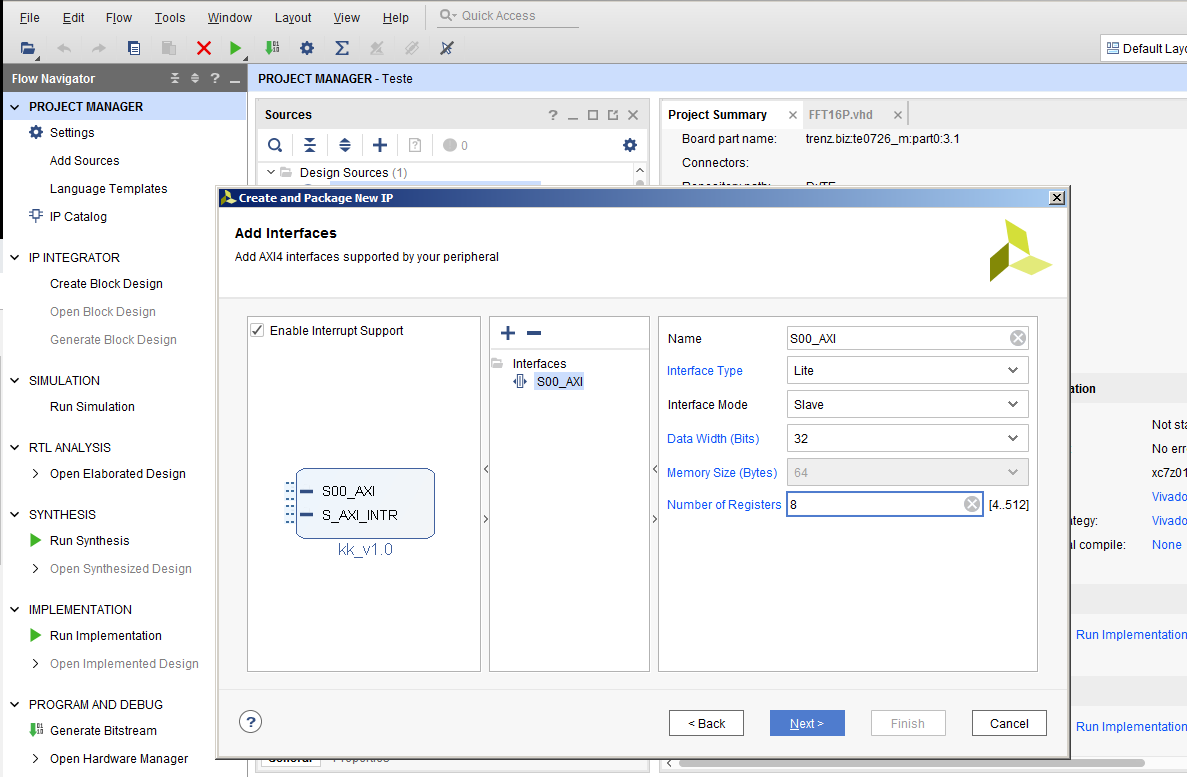 File Edit Flow Tools Window Layout View Help Quick Access
Default Layo
Flow Navigator
PROJECT MANAGER
Settings
Add Sources
Language Templates
IP Catalog
IP INTEGRATOR
Create Block Design
Open Block Design
Generate Block Design
SIMULATION
Run Simulation
RTL ANALYSIS
Open Elaborated Design
SYNTHESIS
Run Synthesis
Open Synthesized Design
IMPLEMENTATION
Run Implementation
Open Implemented Design
PROGRAM AND DEBUG
Generate Bitstream
Open Hardware Manager
PROJECT MANAGER - Teste
Sources
0
Design Sources (1)
Project Summary FFT16P.vhd
Board part name: trenz.biz:te0726_m:part0:3.1
Connectors:
Create and Package New IP
Add Interfaces
Add AXI4 interfaces supported by your peripheral
Enable Interrupt Support
S00_AXI
S_AXI_INTR
kk_v1.0
Interfaces
S00_AXI
Name S00_AXI
Interface Type Lite
Interface Mode Slave
Data Width (Bits) 32
Memory Size (Bytes) 64
Number of Registers 8 [4..512]
? < Back Next > Finish Cancel
ation
Not sta
No erro
xc7z01
Vivado
ategy: Vivado
al compile: None
Run Implementation
Run Implementation
General Properties